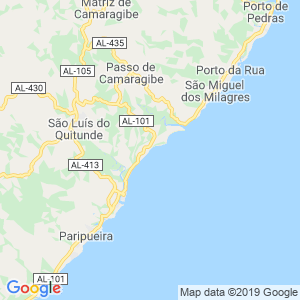 Matriz de
Camaragibe
Porto de
Pedras
AL-435
Passo de
Camaragibe
Porto da Rua
AL-105
São Miguel
dos Milagres
AL-430
AL-101
São Luís do
Quitunde
AL-413
Paripueira
AL-101
Google
Map data ©2019 Google